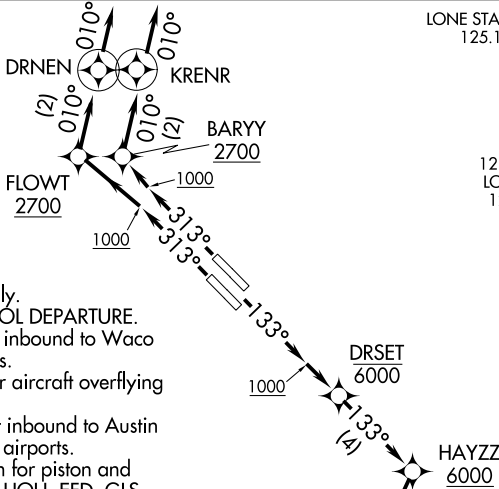 LONE STA
125.1
010°
010°
DRNEN
KRENR
(2)
010°
010°
(2)
BARYY
2700
12
LO
1
FLOWT
2700
1000
1000
313°
313°
133°
DRSET
6000
1000
133°
(4)
HAYZZ
6000
ly.
OL DEPARTURE.
inbound to Waco
s.
r aircraft overflying
r inbound to Austin
airports.
n for piston and